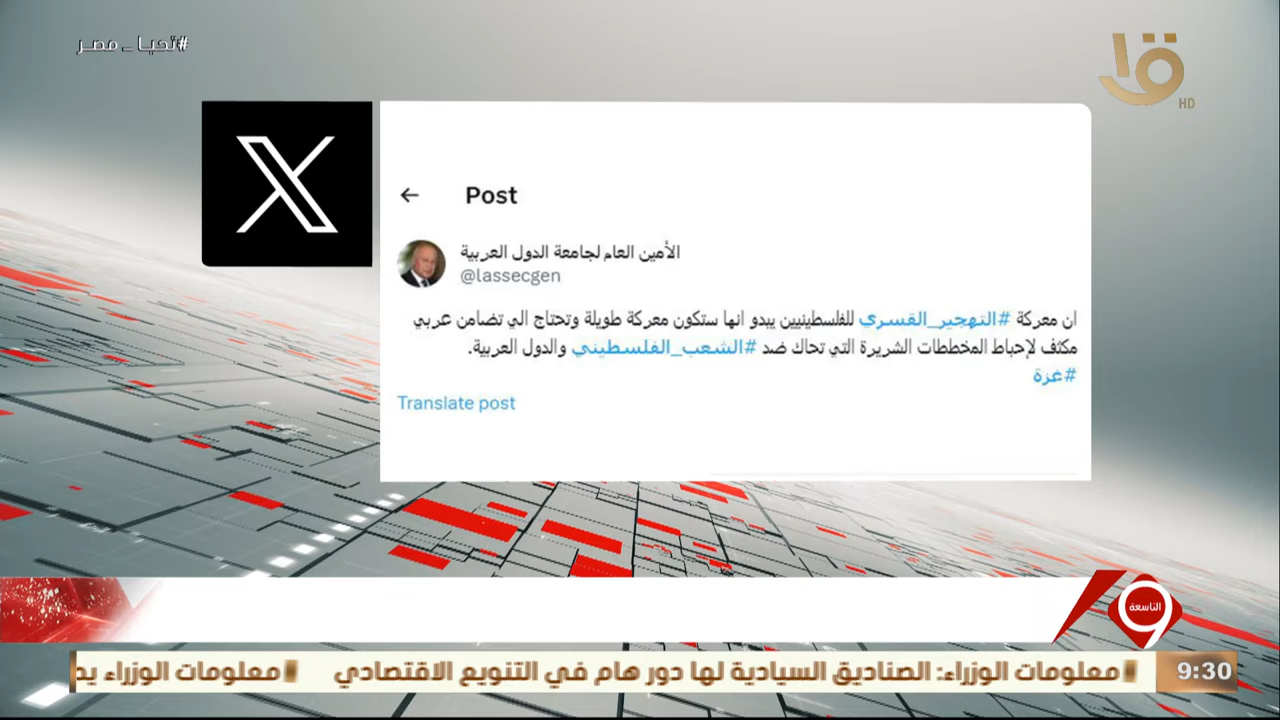 #تحيا_مصر
HD
Post
الأمين العام لجامعة الدول العربية
@lassecgen
ان معركة #التهجير_القسري للفلسطينيين يبدو انها ستكون معركة طويلة وتحتاج الي تضامن عربي
مكثف لإحباط المخططات الشريرة التي تحاك ضد #الشعب_الفلسطيني والدول العربية.
#غزة
Translate post
التاسعة
9:30
معلومات الوزراء: الصناديق السيادية لها دور هام في التنويع الاقتصادي
معلومات الوزراء